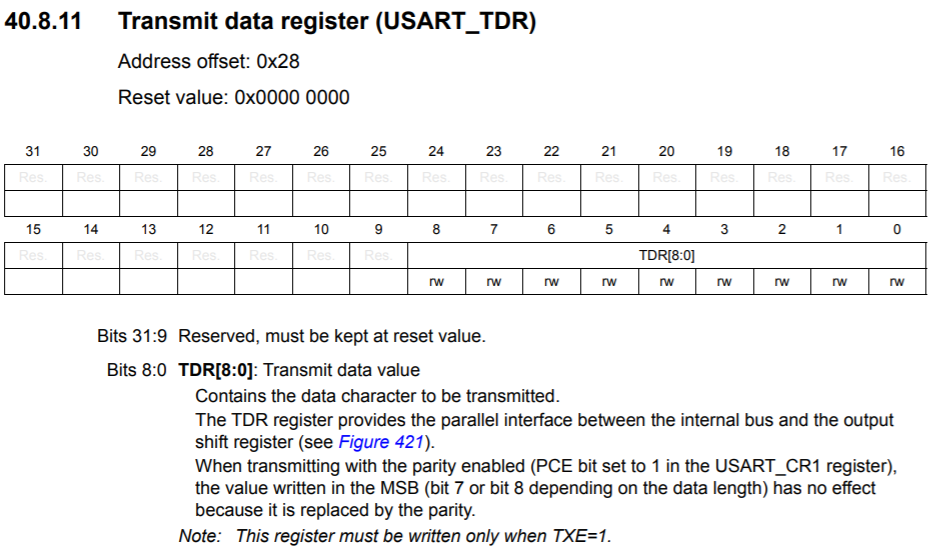 40.8.11 Transmit data register (USART_TDR)
Address offset: 0x28
Reset value: 0x0000 0000
31 30 29 28 27 26 25 24 23 22 21 20 19 18 17 16
Res. Res. Res. Res. Res. Res. Res. Res. Res. Res. Res. Res. Res. Res. Res. Res.
15 14 13 12 11 10 9 8 7 6 5 4 3 2 1 0
Res. Res. Res. Res. Res. Res. Res. TDR[8:0]
rw rw rw rw rw rw rw rw rw
Bits 31:9 Reserved, must be kept at reset value.
Bits 8:0 TDR[8:0]: Transmit data value
Contains the data character to be transmitted.
The TDR register provides the parallel interface between the internal bus and the output
shift register (see Figure 421).
When transmitting with the parity enabled (PCE bit set to 1 in the USART_CR1 register),
the value written in the MSB (bit 7 or bit 8 depending on the data length) has no effect
because it is replaced by the parity.
Note: This register must be written only when TXE=1.